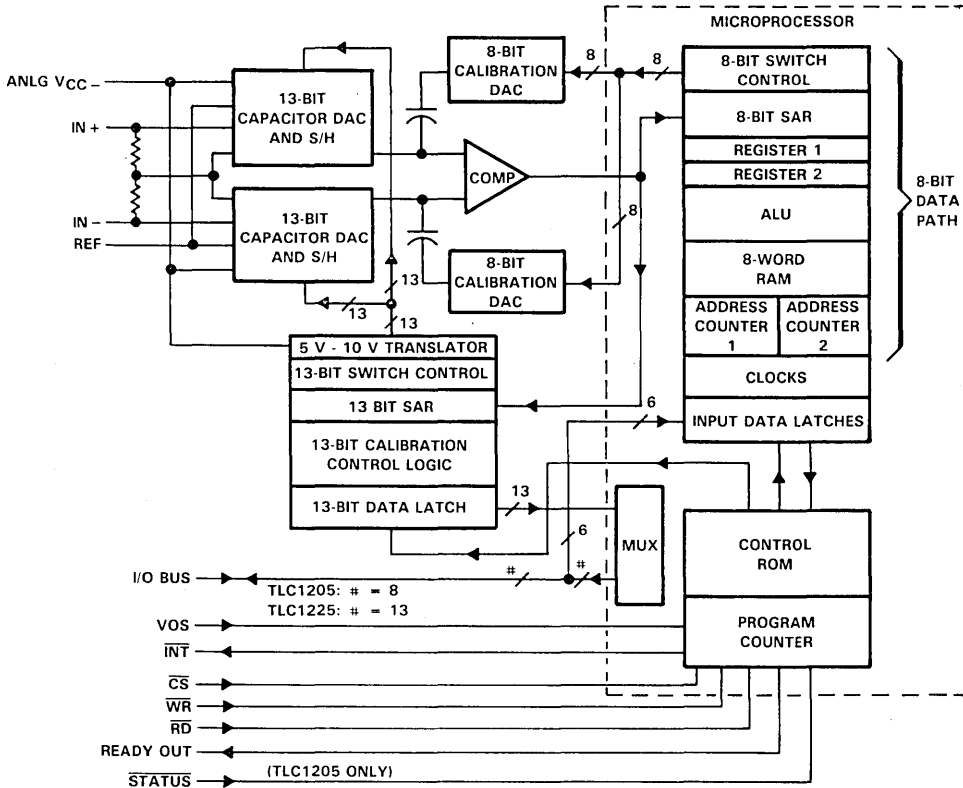 MICROPROCESSOR
ANLG VCC-
IN +
IN -
REF
13-BIT
CAPACITOR DAC
AND S/H
13-BIT
CAPACITOR DAC
AND S/H
8-BIT
CALIBRATION
DAC
8
8
8
COMP
8-BIT
CALIBRATION
DAC
13
13
13
8-BIT SWITCH
CONTROL
8-BIT SAR
REGISTER 1
REGISTER 2
ALU
8-WORD
RAM
ADDRESS
COUNTER
1
ADDRESS
COUNTER
2
CLOCKS
INPUT DATA LATCHES
8-BIT
DATA
PATH
5 V - 10 V TRANSLATOR
13-BIT SWITCH CONTROL
13 BIT SAR
13-BIT CALIBRATION
CONTROL LOGIC
13-BIT DATA LATCH
13
6
6
MUX
CONTROL
ROM
PROGRAM
COUNTER
I/O BUS
#
#
TLC1205: # = 8
TLC1225: # = 13
VOS
INT
CS
WR
RD
READY OUT
STATUS
(TLC1205 ONLY)